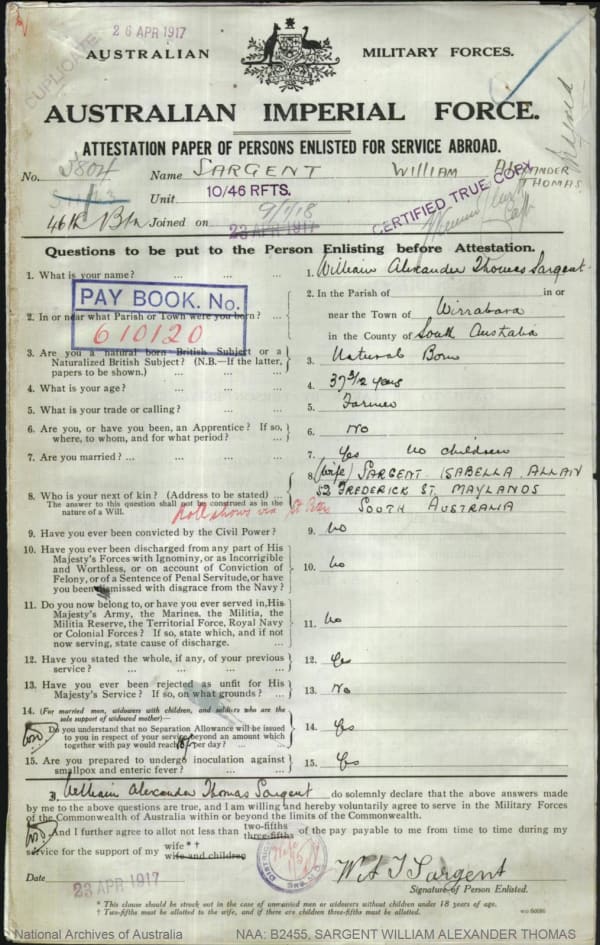 26 APR 1917
DUPLICATE
AUSTRALIAN MILITARY FORCES.
AUSTRALIAN IMPERIAL FORCE.
ATTESTATION PAPER OF PERSONS ENLISTED FOR SERVICE ABROAD.
No. 3804 Name SARGENT WILLIAM ALEXANDER THOMAS
Unit 10/46 RFTS.
CERTIFIED TRUE COPY
46th Btn Joined on 23 APR 1917 9/1/18
Questions to be put to the Person Enlisting before Attestation.
1. What is your name? ... ... ... 1. William Alexander Thomas Sargent
PAY BOOK. No.
610120
2. In or near what Parish or Town were you born? ... 2. In the Parish of in or
near the Town of Wirrabara
in the County of South Australia
3. Are you a natural born British Subject or a
Naturalized British Subject? (N.B.—If the latter,
papers to be shown.) ... ... 3. Natural Born
4. What is your age? ... ... ... 4. 37 3/12 years
5. What is your trade or calling? ... ... 5. Farmer
6. Are you, or have you been, an Apprentice? If so,
where, to whom, and for what period? ... 6. No
7. Are you married? ... ... ... ... 7. Yes no children
8. Who is your next of kin? (Address to be stated) ... 8. (wife) SARGENT ISABELLA ALLAN
52 FREDERICK ST MAYLANDS
SOUTH AUSTRALIA
The answer to this question shall not be construed as in the
nature of a Will.
Roll shows via St Peters
9. Have you ever been convicted by the Civil Power? 9. No
10. Have you ever been discharged from any part of His
Majesty's Forces with Ignominy, or as Incorrigible
and Worthless, or on account of Conviction of
Felony, or of a Sentence of Penal Servitude, or have
you been dismissed with disgrace from the Navy? 10. No
11. Do you now belong to, or have you ever served in, His
Majesty's Army, the Marines, the Militia, the
Militia Reserve, the Territorial Force, Royal Navy
or Colonial Forces? If so, state which, and if not
now serving, state cause of discharge. ... 11. No
12. Have you stated the whole, if any, of your previous
service? ... ... ... ... 12. Yes
13. Have you ever been rejected as unfit for His
Majesty's Service? If so, on what grounds? ... 13. No
14. (For married men, widowers with children, and soldiers who are the
sole support of widowed mother)—
Do you understand that no Separation Allowance will be issued
to you in respect of your service beyond an amount which
together with pay would reach 10/- per day? ... ... 14. Yes
15. Are you prepared to undergo inoculation against
smallpox and enteric fever? ... ... 15. Yes
I, William Alexander Thomas Sargent do solemnly declare that the above answers made
by me to the above questions are true, and I am willing and hereby voluntarily agree to serve in the Military Forces
of the Commonwealth of Australia within or beyond the limits of the Commonwealth.
*And I further agree to allot not less than two-fifths three-fifths of the pay payable to me from time to time during my
service for the support of my wife * † wife and children
Date 23 APR 1917 W A T Sargent
Signature of Person Enlisted.
* This clause should be struck out in the case of unmarried men or widowers without children under 18 years of age.
† Two-fifths must be allotted to the wife, and if there are children three-fifths must be allotted.
National Archives of Australia NAA: B2455, SARGENT WILLIAM ALEXANDER THOMAS